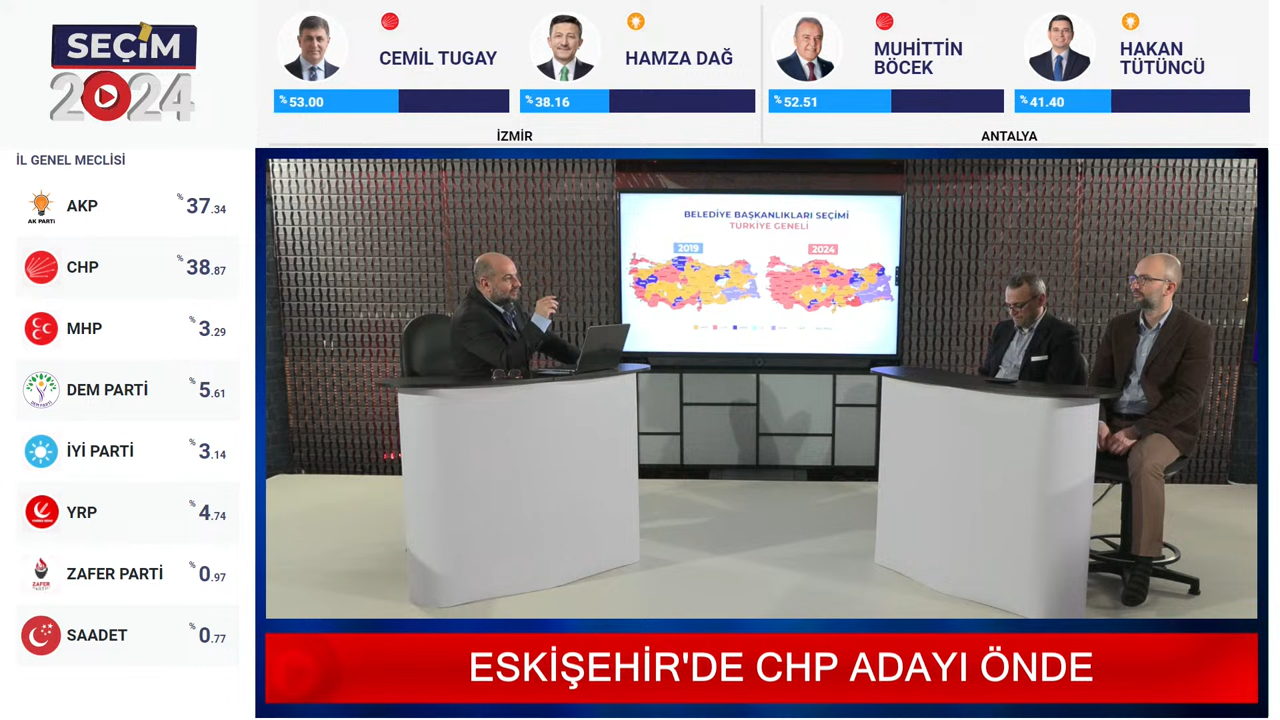 SEÇİM
2024
CEMİL TUGAY
%53.00
HAMZA DAĞ
%38.16
İZMİR
MUHİTTİN
BÖCEK
%52.51
HAKAN
TÜTÜNCÜ
%41.40
ANTALYA
İL GENEL MECLİSİ
AK PARTİ
AKP %37.34
CHP %38.87
MHP %3.29
DEM PARTİ %5.61
İYİ PARTİ %3.14
YRP %4.74
ZAFER
ZAFER PARTİ %0.97
SAADET %0.77
BELEDİYE BAŞKANLIKLARI SEÇİMİ
TÜRKİYE GENELİ
2019
2024
ESKİŞEHİR'DE CHP ADAYI ÖNDE